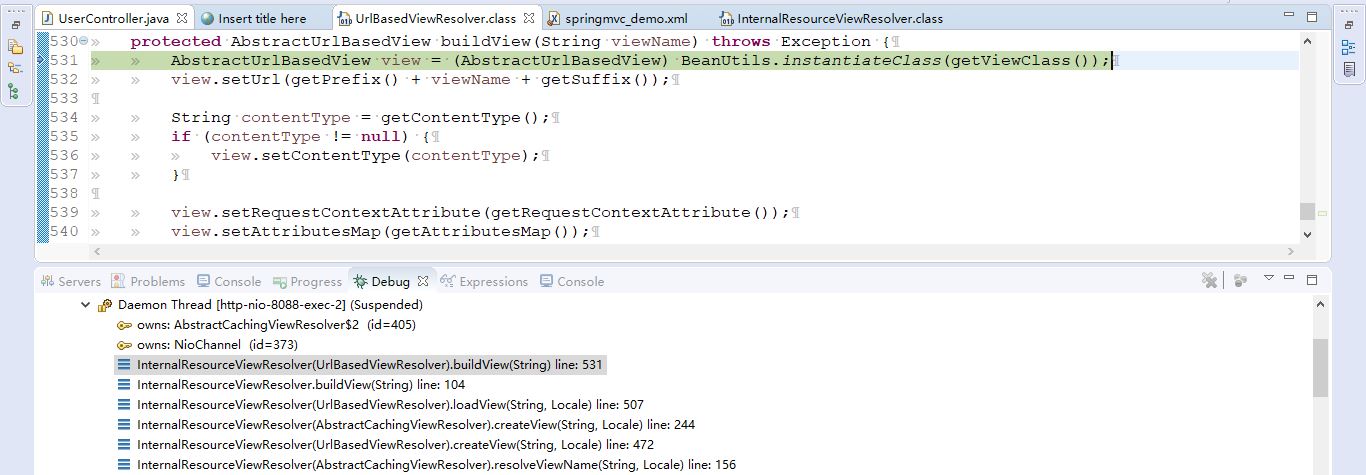 UserController.java Insert title here UrlBasedViewResolver.class springmvc_demo.xml InternalResourceViewResolver.class
530 protected AbstractUrlBasedView buildView(String viewName) throws Exception {
531 AbstractUrlBasedView view = (AbstractUrlBasedView) BeanUtils.instantiateClass(getViewClass());
532 view.setUrl(getPrefix() + viewName + getSuffix());
533
534 String contentType = getContentType();
535 if (contentType != null) {
536 view.setContentType(contentType);
537 }
538
539 view.setRequestContextAttribute(getRequestContextAttribute());
540 view.setAttributesMap(getAttributesMap());
Servers Problems Console Progress Debug Expressions Console
Daemon Thread [http-nio-8088-exec-2] (Suspended)
owns: AbstractCachingViewResolver$2 (id=405)
owns: NioChannel (id=373)
InternalResourceViewResolver(UrlBasedViewResolver).buildView(String) line: 531
InternalResourceViewResolver.buildView(String) line: 104
InternalResourceViewResolver(UrlBasedViewResolver).loadView(String, Locale) line: 507
InternalResourceViewResolver(AbstractCachingViewResolver).createView(String, Locale) line: 244
InternalResourceViewResolver(UrlBasedViewResolver).createView(String, Locale) line: 472
InternalResourceViewResolver(AbstractCachingViewResolver).resolveViewName(String, Locale) line: 156